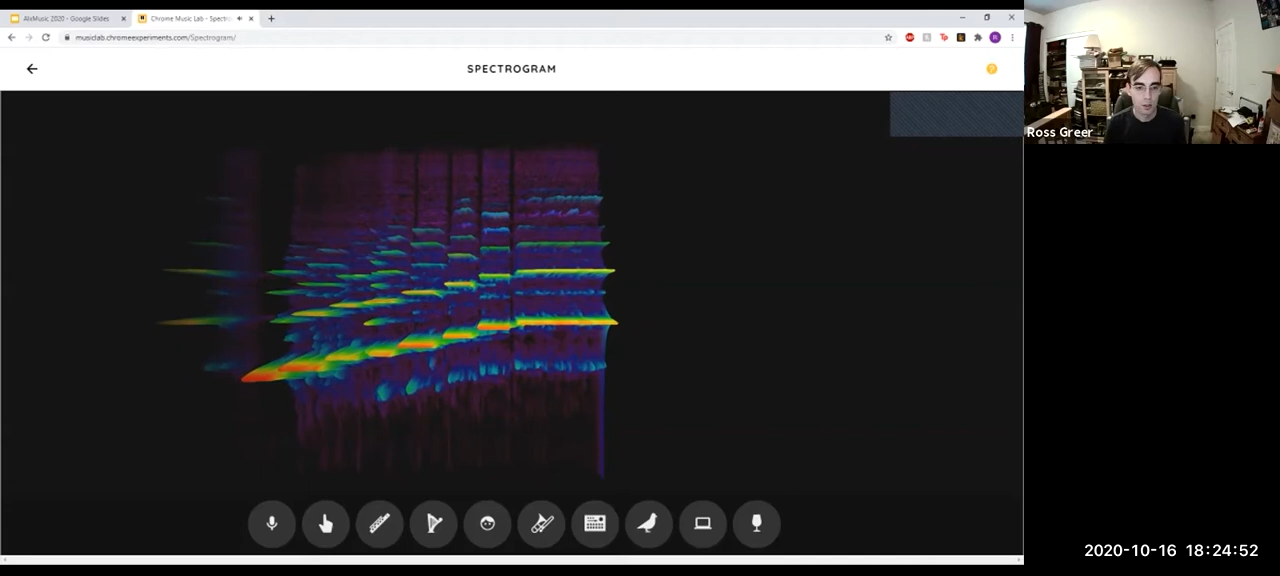 AIxMusic 2020 - Google Slides
Chrome Music Lab - Spectro
musiclab.chromeexperiments.com/Spectrogram/
SPECTROGRAM
Ross Greer
2020-10-16 18:24:52